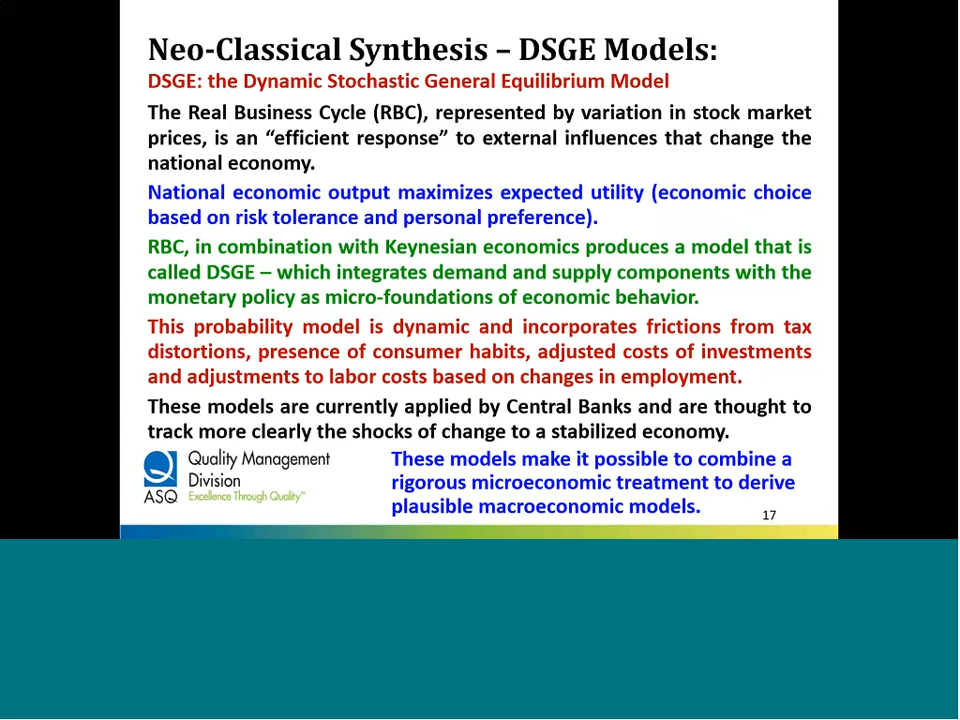 Neo-Classical Synthesis – DSGE Models:
DSGE: the Dynamic Stochastic General Equilibrium Model
The Real Business Cycle (RBC), represented by variation in stock market
prices, is an “efficient response” to external influences that change the
national economy.
National economic output maximizes expected utility (economic choice
based on risk tolerance and personal preference).
RBC, in combination with Keynesian economics produces a model that is
called DSGE – which integrates demand and supply components with the
monetary policy as micro-foundations of economic behavior.
This probability model is dynamic and incorporates frictions from tax
distortions, presence of consumer habits, adjusted costs of investments
and adjustments to labor costs based on changes in employment.
These models are currently applied by Central Banks and are thought to
track more clearly the shocks of change to a stabilized economy.
Quality Management
Division
Excellence Through Quality™
ASQ
These models make it possible to combine a
rigorous microeconomic treatment to derive
plausible macroeconomic models.
17